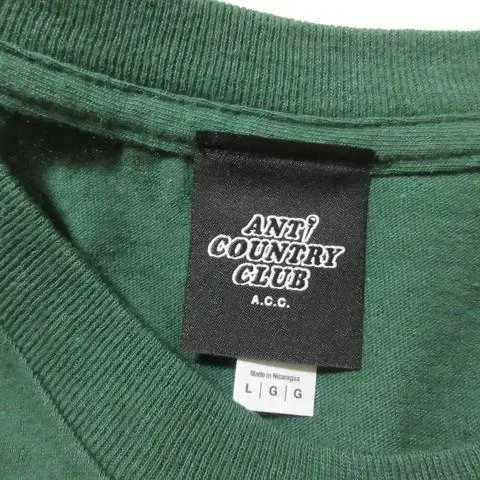 ANTI
COUNTRY
CLUB
A.C.C.
Made in Nicaragua
L | G | G